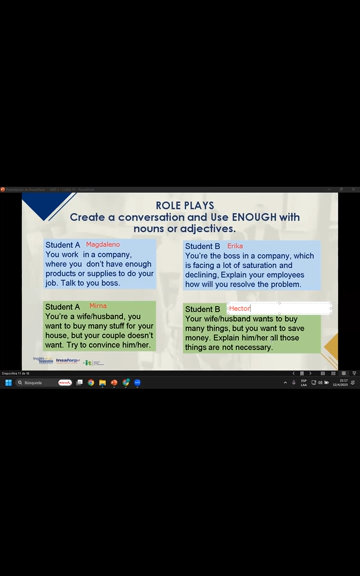 ROLE PLAYS
Create a conversation and Use ENOUGH with
nouns or adjectives.
Student A Magdaleno
You work in a company,
where you don't have enough
products or supplies to do your
job. Talk to you boss.
Student B Erika
You're the boss in a company, which
is facing a lot of saturation and
declining, Explain your employees
how will you resolve the problem.
Student A Mirna
You're a wife/husband, you
want to buy many stuff for your
house, but your couple doesn't
want. Try to convince him/her.
Student B Hector
Your wife/husband wants to buy
many things, but you want to save
money. Explain him/her all those
things are not necessary.
Búsqueda